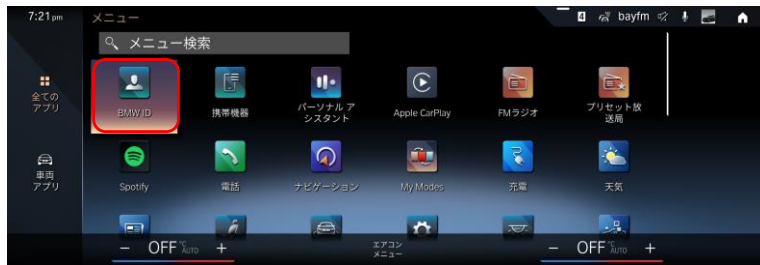 7:21 pm
メニュー
4
bayfm
メニュー検索
全ての
アプリ
BMW ID
携帯機器
パーソナル ア
シスタント
Apple CarPlay
FMラジオ
プリセット放
送局
車両
アプリ
Spotify
電話
ナビゲーション
My Modes
充電
天気
− OFF °C AUTO +
エアコン
メニュー
− OFF °C AUTO +